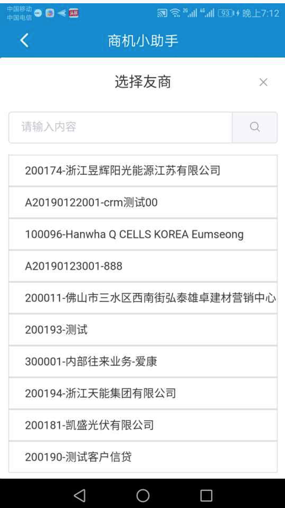 中国移动
中国电信
93
晚上7:12
商机小助手
选择友商
请输入内容
200174-浙江昱辉阳光能源江苏有限公司
A20190122001-crm测试00
100096-Hanwha Q CELLS KOREA Eumseong
A20190123001-888
200011-佛山市三水区西南街弘泰雄卓建材营销中心
200193-测试
300001-内部往来业务-爱康
200194-浙江天能集团有限公司
200181-凯盛光伏有限公司
200190-测试客户信贷